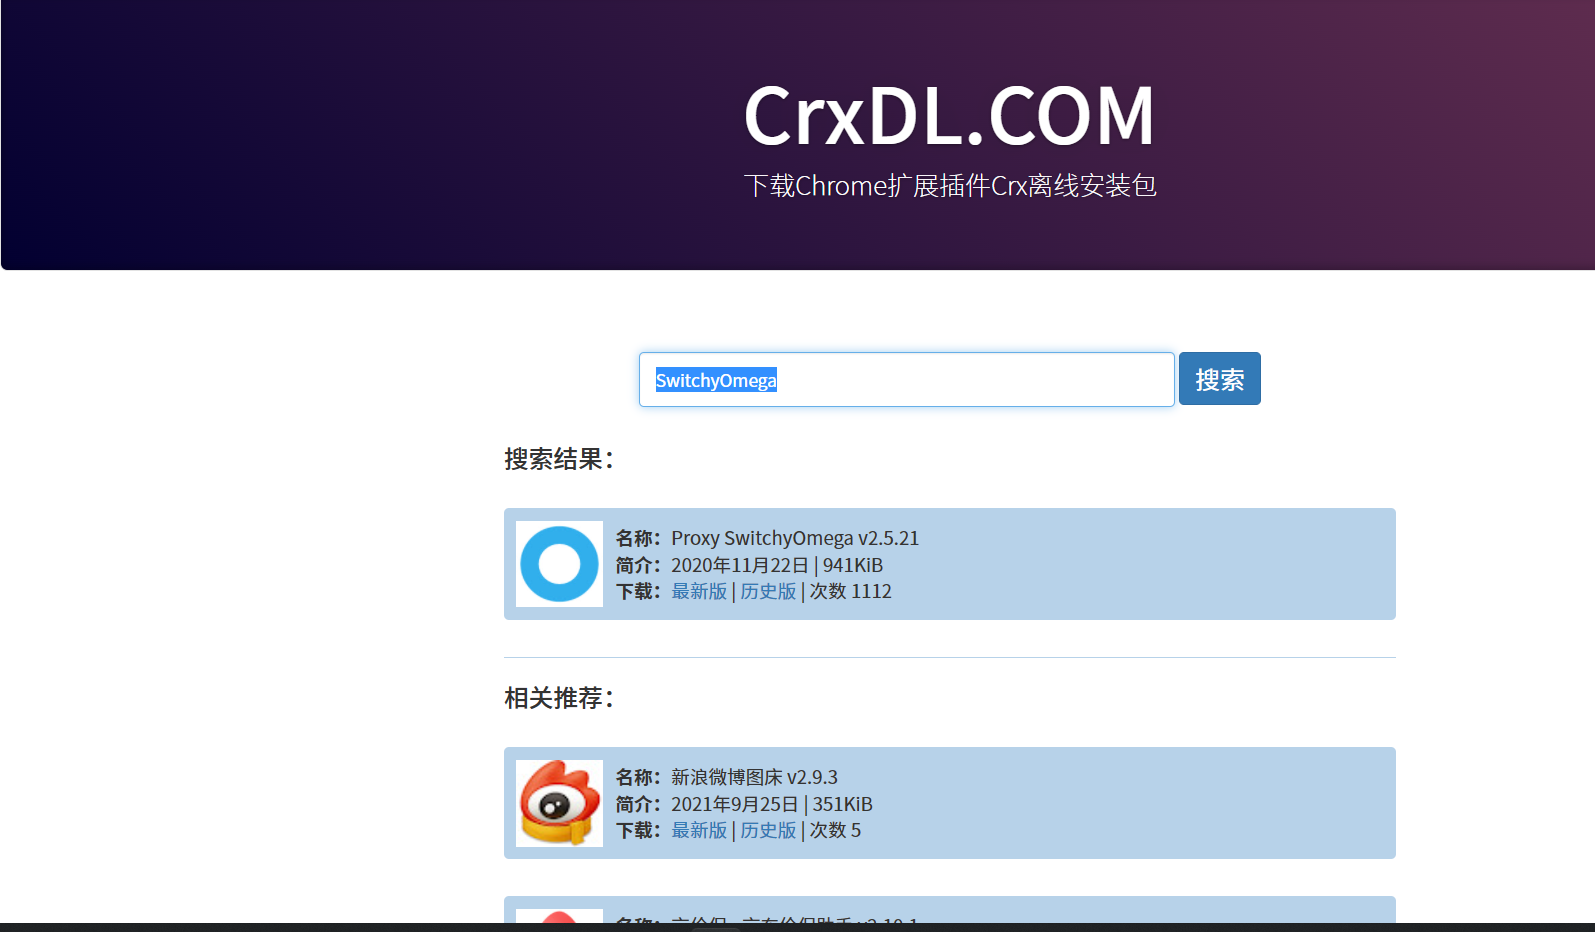 CrxDL.COM
下载Chrome扩展插件Crx离线安装包
SwitchyOmega 搜索
搜索结果：
名称：Proxy SwitchyOmega v2.5.21
简介：2020年11月22日 | 941KiB
下载：最新版 | 历史版 | 次数 1112
相关推荐：
名称：新浪微博图床 v2.9.3
简介：2021年9月25日 | 351KiB
下载：最新版 | 历史版 | 次数 5